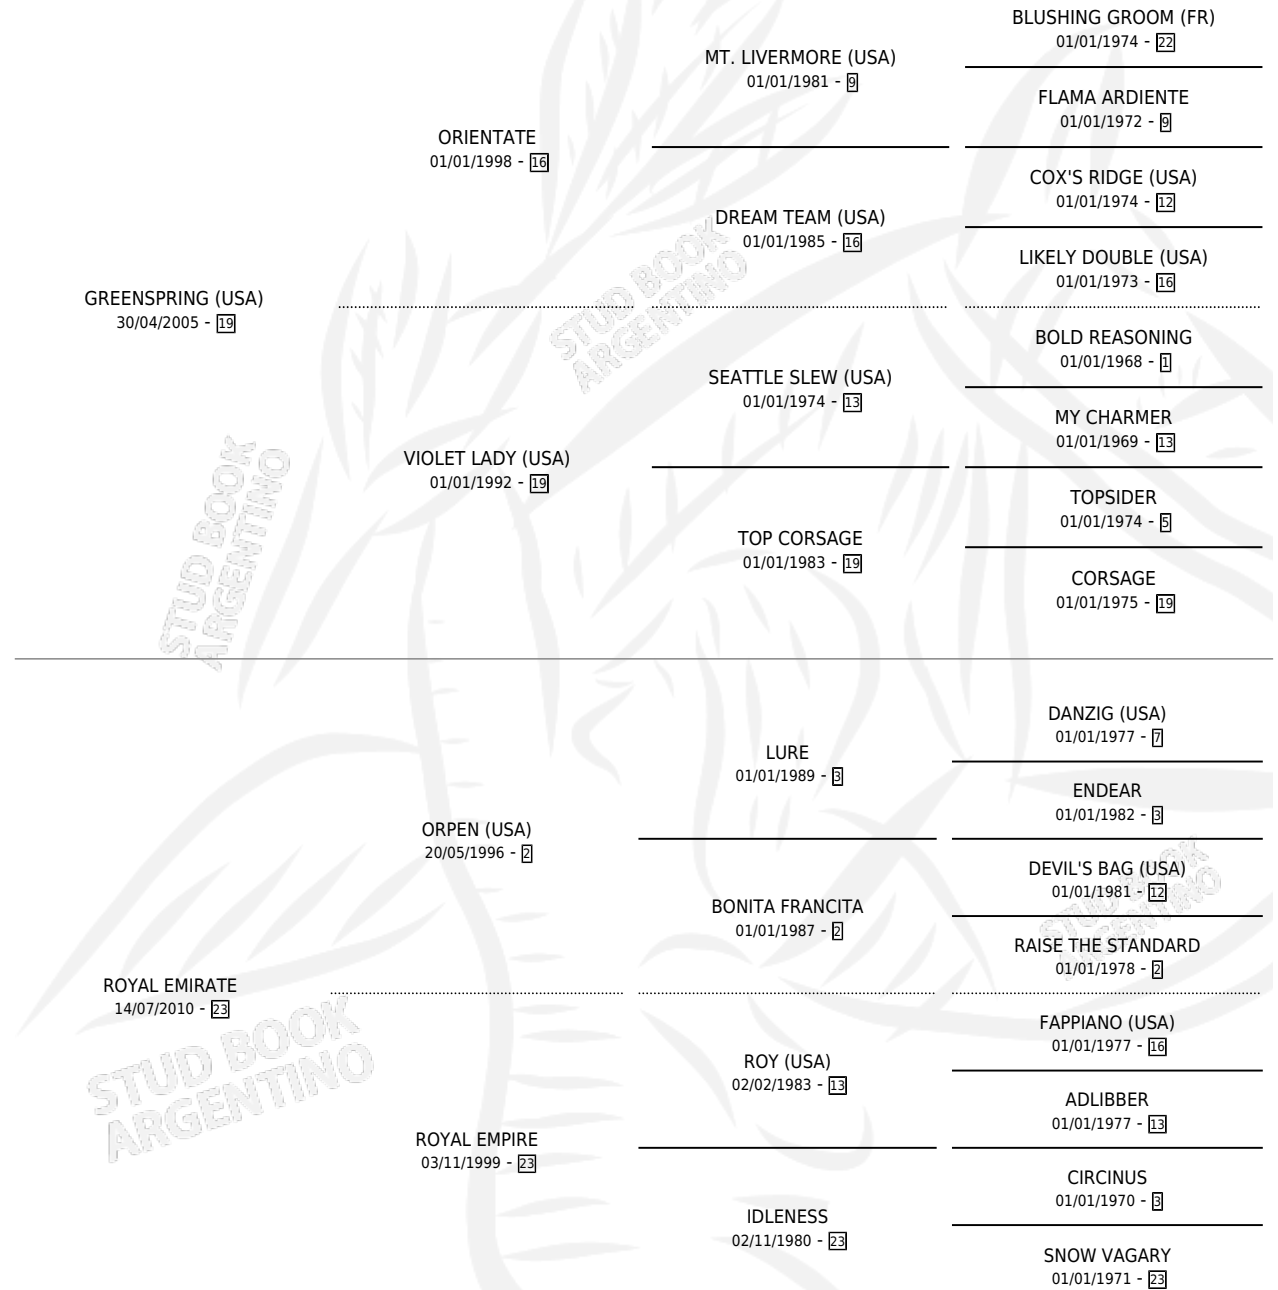 BLUSHING GROOM (FR)
01/01/1974 - 22
MT. LIVERMORE (USA)
01/01/1981 - 9
FLAMA ARDIENTE
01/01/1972 - 9
ORIENTATE
01/01/1998 - 16
COX'S RIDGE (USA)
01/01/1974 - 12
DREAM TEAM (USA)
01/01/1985 - 16
LIKELY DOUBLE (USA)
01/01/1973 - 16
GREENSPRING (USA)
30/04/2005 - 19
STUD BOOK
ARGENTINO
BOLD REASONING
01/01/1968 - 1
SEATTLE SLEW (USA)
01/01/1974 - 13
MY CHARMER
01/01/1969 - 13
VIOLET LADY (USA)
01/01/1992 - 19
TOPSIDER
01/01/1974 - 5
TOP CORSAGE
01/01/1983 - 19
CORSAGE
01/01/1975 - 19
STUD BOOK
ARGENTINO
DANZIG (USA)
01/01/1977 - 7
LURE
01/01/1989 - 3
ENDEAR
01/01/1982 - 3
ORPEN (USA)
20/05/1996 - 2
DEVIL'S BAG (USA)
01/01/1981 - 12
BONITA FRANCITA
01/01/1987 - 2
STUD BOOK
ARGENTINO
RAISE THE STANDARD
01/01/1978 - 2
ROYAL EMIRATE
14/07/2010 - 23
FAPPIANO (USA)
01/01/1977 - 16
ROY (USA)
02/02/1983 - 13
STUD BOOK
ARGENTINO
ADLIBBER
01/01/1977 - 13
ROYAL EMPIRE
03/11/1999 - 23
CIRCINUS
01/01/1970 - 3
IDLENESS
02/11/1980 - 23
SNOW VAGARY
01/01/1971 - 23